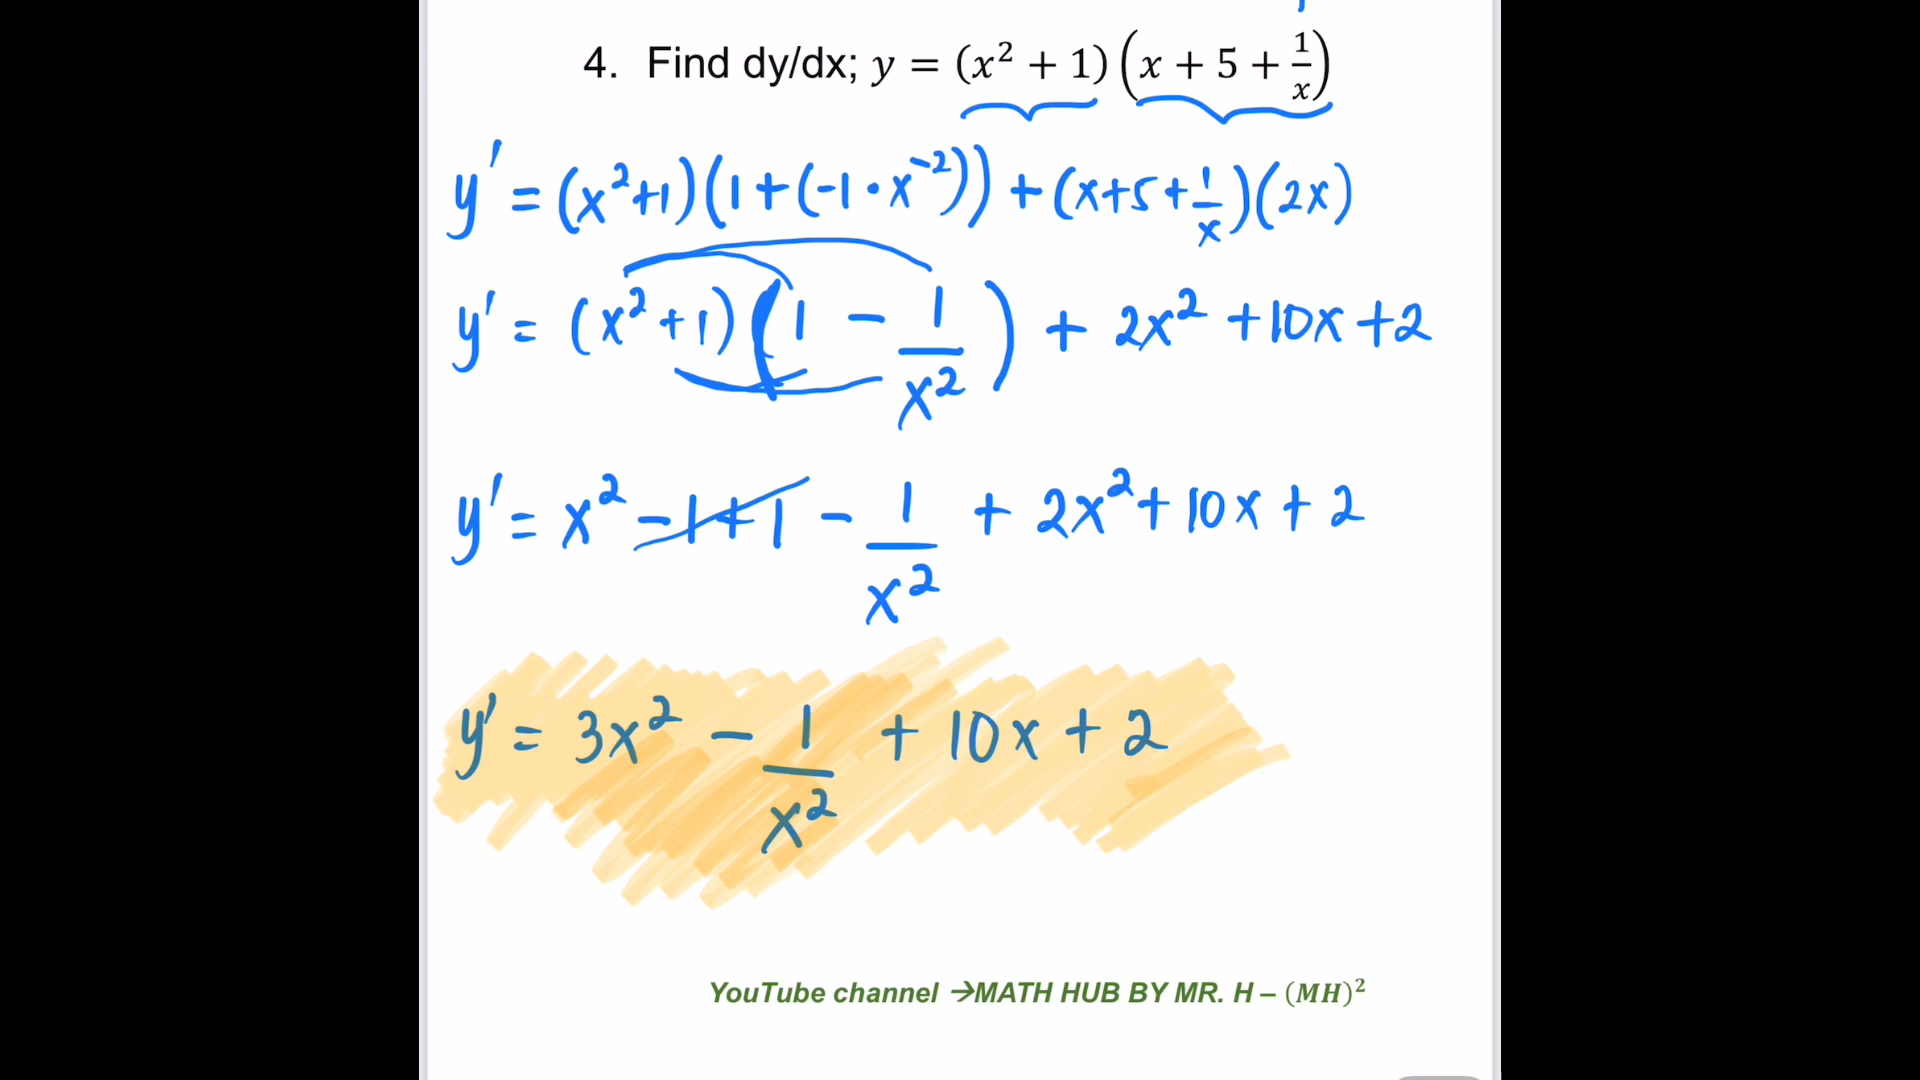 4. Find dy/dx; y = (x² + 1)(x + 5 + 1/x)
y' = (x²+1)(1+(-1·x⁻²)) + (x+5+1/x)(2x)
y' = (x²+1)(1 - 1/x²) + 2x² +10x +2
y' = x² -1+1 - 1/x² + 2x²+ 10x + 2
y' = 3x² - 1/x² + 10x + 2
YouTube channel →MATH HUB BY MR. H – (MH)²